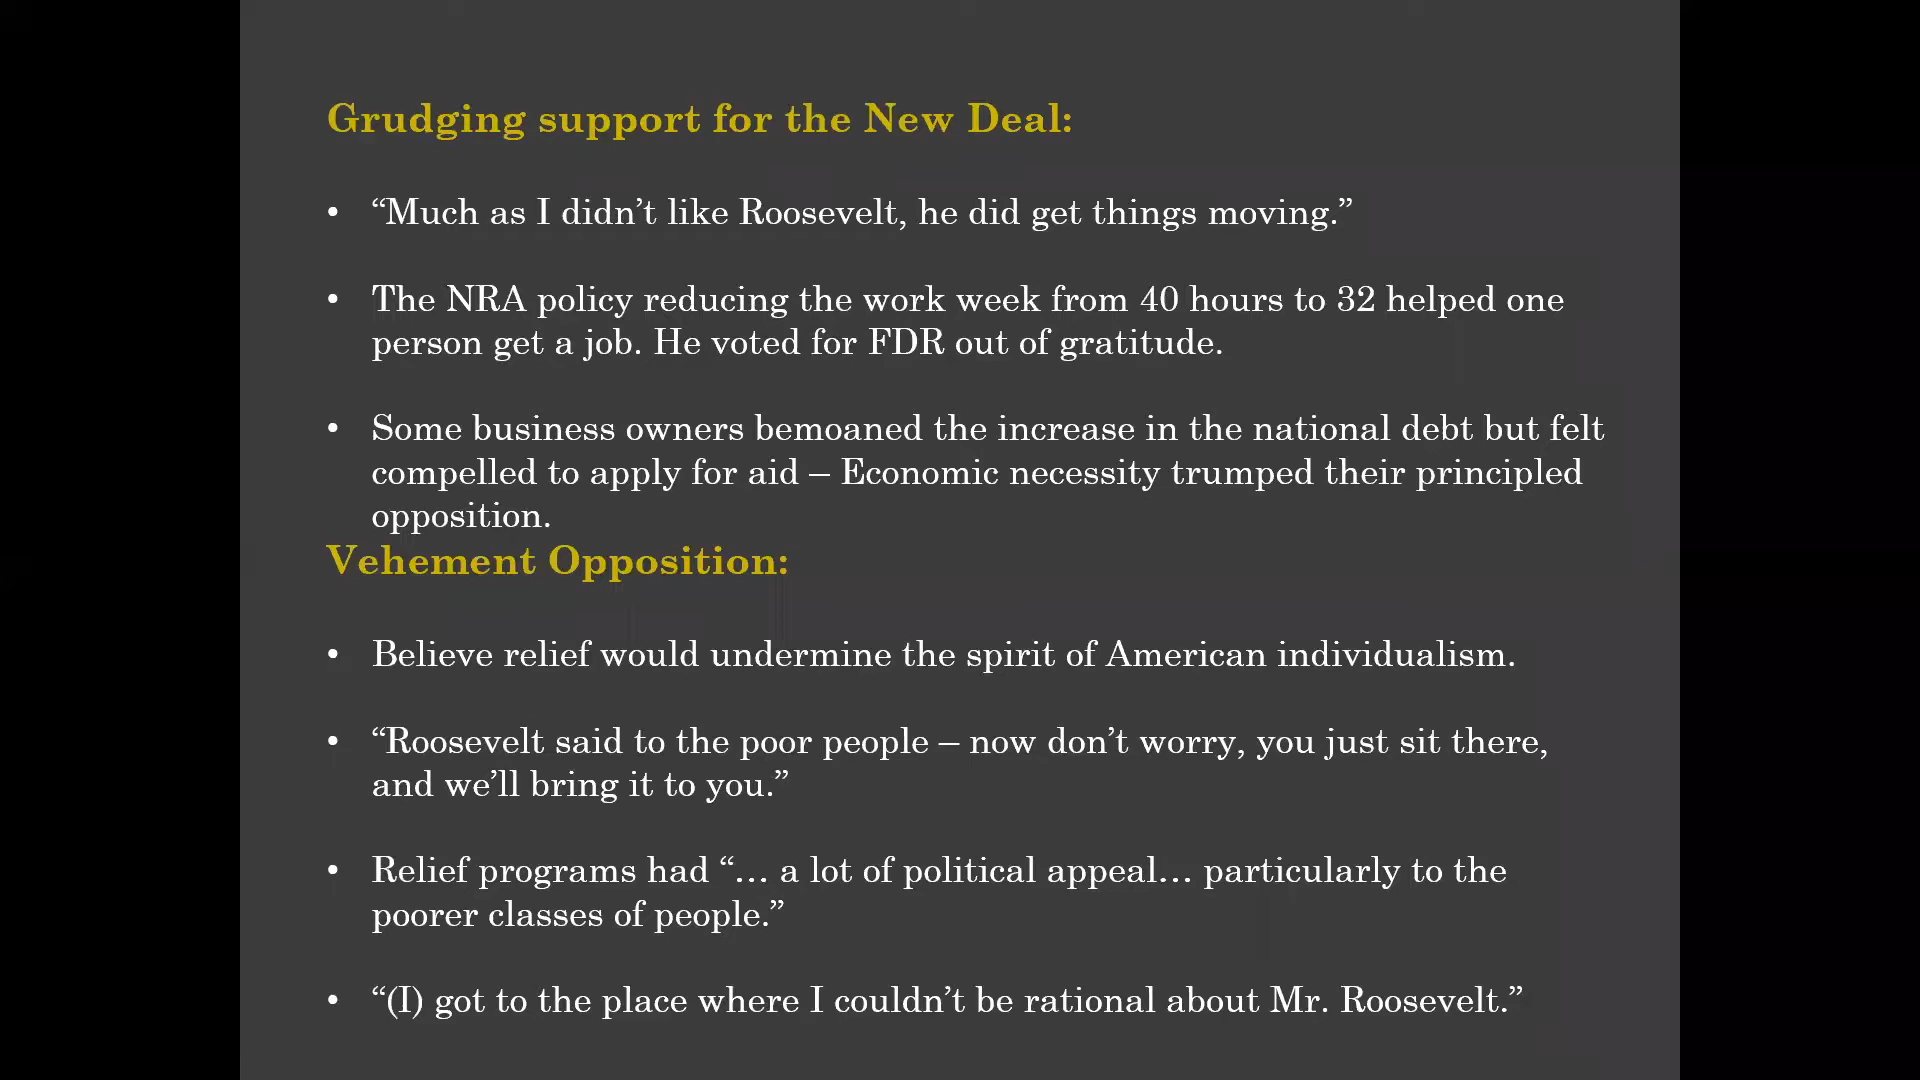 Grudging support for the New Deal:
• “Much as I didn’t like Roosevelt, he did get things moving.”
• The NRA policy reducing the work week from 40 hours to 32 helped one
person get a job. He voted for FDR out of gratitude.
• Some business owners bemoaned the increase in the national debt but felt
compelled to apply for aid – Economic necessity trumped their principled
opposition.
Vehement Opposition:
• Believe relief would undermine the spirit of American individualism.
• “Roosevelt said to the poor people – now don’t worry, you just sit there,
and we’ll bring it to you.”
• Relief programs had “… a lot of political appeal… particularly to the
poorer classes of people.”
• “(I) got to the place where I couldn’t be rational about Mr. Roosevelt.”